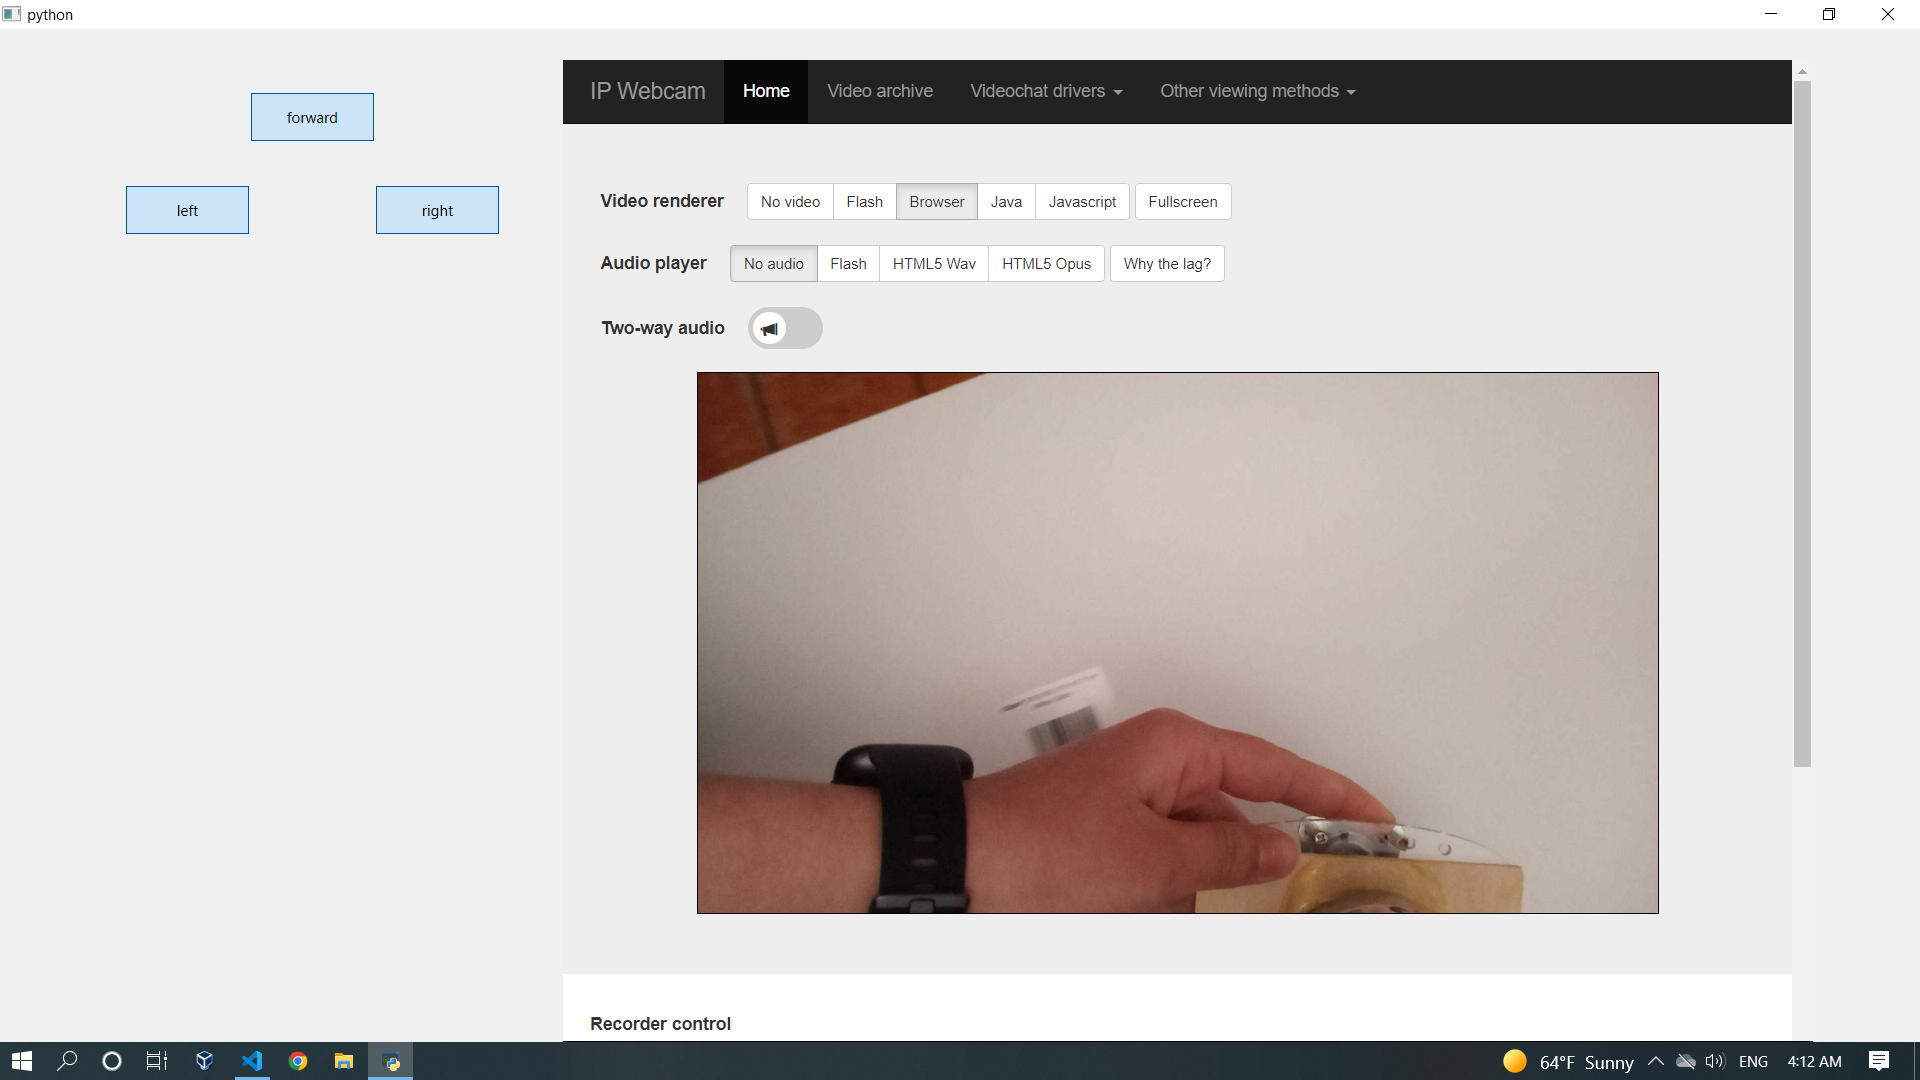 python
forward
left
right
IP Webcam Home Video archive Videochat drivers Other viewing methods
Video renderer No video Flash Browser Java Javascript Fullscreen
Audio player No audio Flash HTML5 Wav HTML5 Opus Why the lag?
Two-way audio
Recorder control
64°F Sunny ENG 4:12 AM